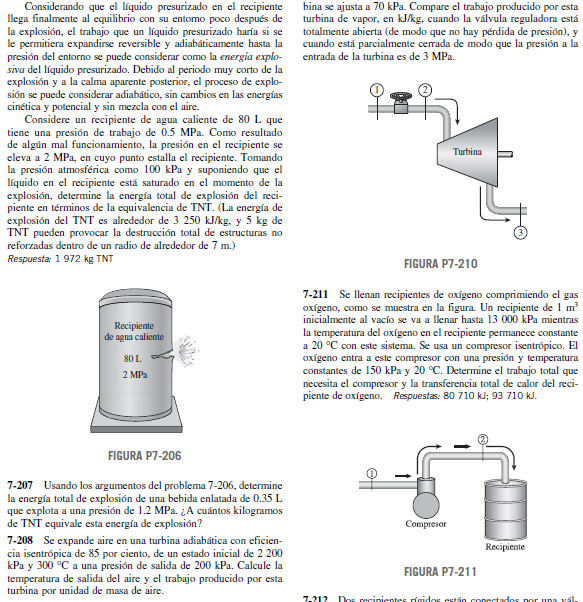 Considerando que el líquido presurizado en el recipiente
llega finalmente al equilibrio con su entorno poco después de
la explosión, el trabajo que un líquido presurizado haría si se
le permitiera expandirse reversible y adiabáticamente hasta la
presión del entorno se puede considerar como la energía explo-
siva del líquido presurizado. Debido al periodo muy corto de la
explosión y a la calma aparente posterior, el proceso de explo-
sión se puede considerar adiabático, sin cambios en las energías
cinética y potencial y sin mezcla con el aire.
Considere un recipiente de agua caliente de 80 L que
tiene una presión de trabajo de 0.5 MPa. Como resultado
de algún mal funcionamiento, la presión en el recipiente se
eleva a 2 MPa, en cuyo punto estalla el recipiente. Tomando
la presión atmosférica como 100 kPa y suponiendo que el
líquido en el recipiente está saturado en el momento de la
explosión, determine la energía total de explosión del reci-
piente en términos de la equivalencia de TNT. (La energía de
explosión del TNT es alrededor de 3 250 kJ/kg, y 5 kg de
TNT pueden provocar la destrucción total de estructuras no
reforzadas dentro de un radio de alrededor de 7 m.)
Respuesta: 1 972 kg TNT
Recipiente
de agua caliente
80 L
2 MPa
FIGURA P7-206
7-207 Usando los argumentos del problema 7-206, determine
la energía total de explosión de una bebida enlatada de 0.35 L
que explota a una presión de 1.2 MPa. ¿A cuántos kilogramos
de TNT equivale esta energía de explosión?
7-208 Se expande aire en una turbina adiabática con eficien-
cia isentrópica de 85 por ciento, de un estado inicial de 2 200
kPa y 300 °C a una presión de salida de 200 kPa. Calcule la
temperatura de salida del aire y el trabajo producido por esta
turbina por unidad de masa de aire.
bina se ajusta a 70 kPa. Compare el trabajo producido por esta
turbina de vapor, en kJ/kg, cuando la válvula reguladora está
totalmente abierta (de modo que no hay pérdida de presión), y
cuando está parcialmente cerrada de modo que la presión a la
entrada de la turbina es de 3 MPa.
1
2
Turbina
3
FIGURA P7-210
7-211 Se llenan recipientes de oxígeno comprimiendo el gas
oxígeno, como se muestra en la figura. Un recipiente de 1 m³
inicialmente al vacío se va a llenar hasta 13 000 kPa mientras
la temperatura del oxígeno en el recipiente permanece constante
a 20 °C con este sistema. Se usa un compresor isentrópico. El
oxígeno entra a este compresor con una presión y temperatura
constantes de 150 kPa y 20 °C. Determine el trabajo total que
necesita el compresor y la transferencia total de calor del reci-
piente de oxígeno. Respuestas: 80 710 kJ; 93 710 kJ.
2
1
Compresor
Recipiente
FIGURA P7-211
7-212 Dos recipientes rígidos están conectados por una vál-